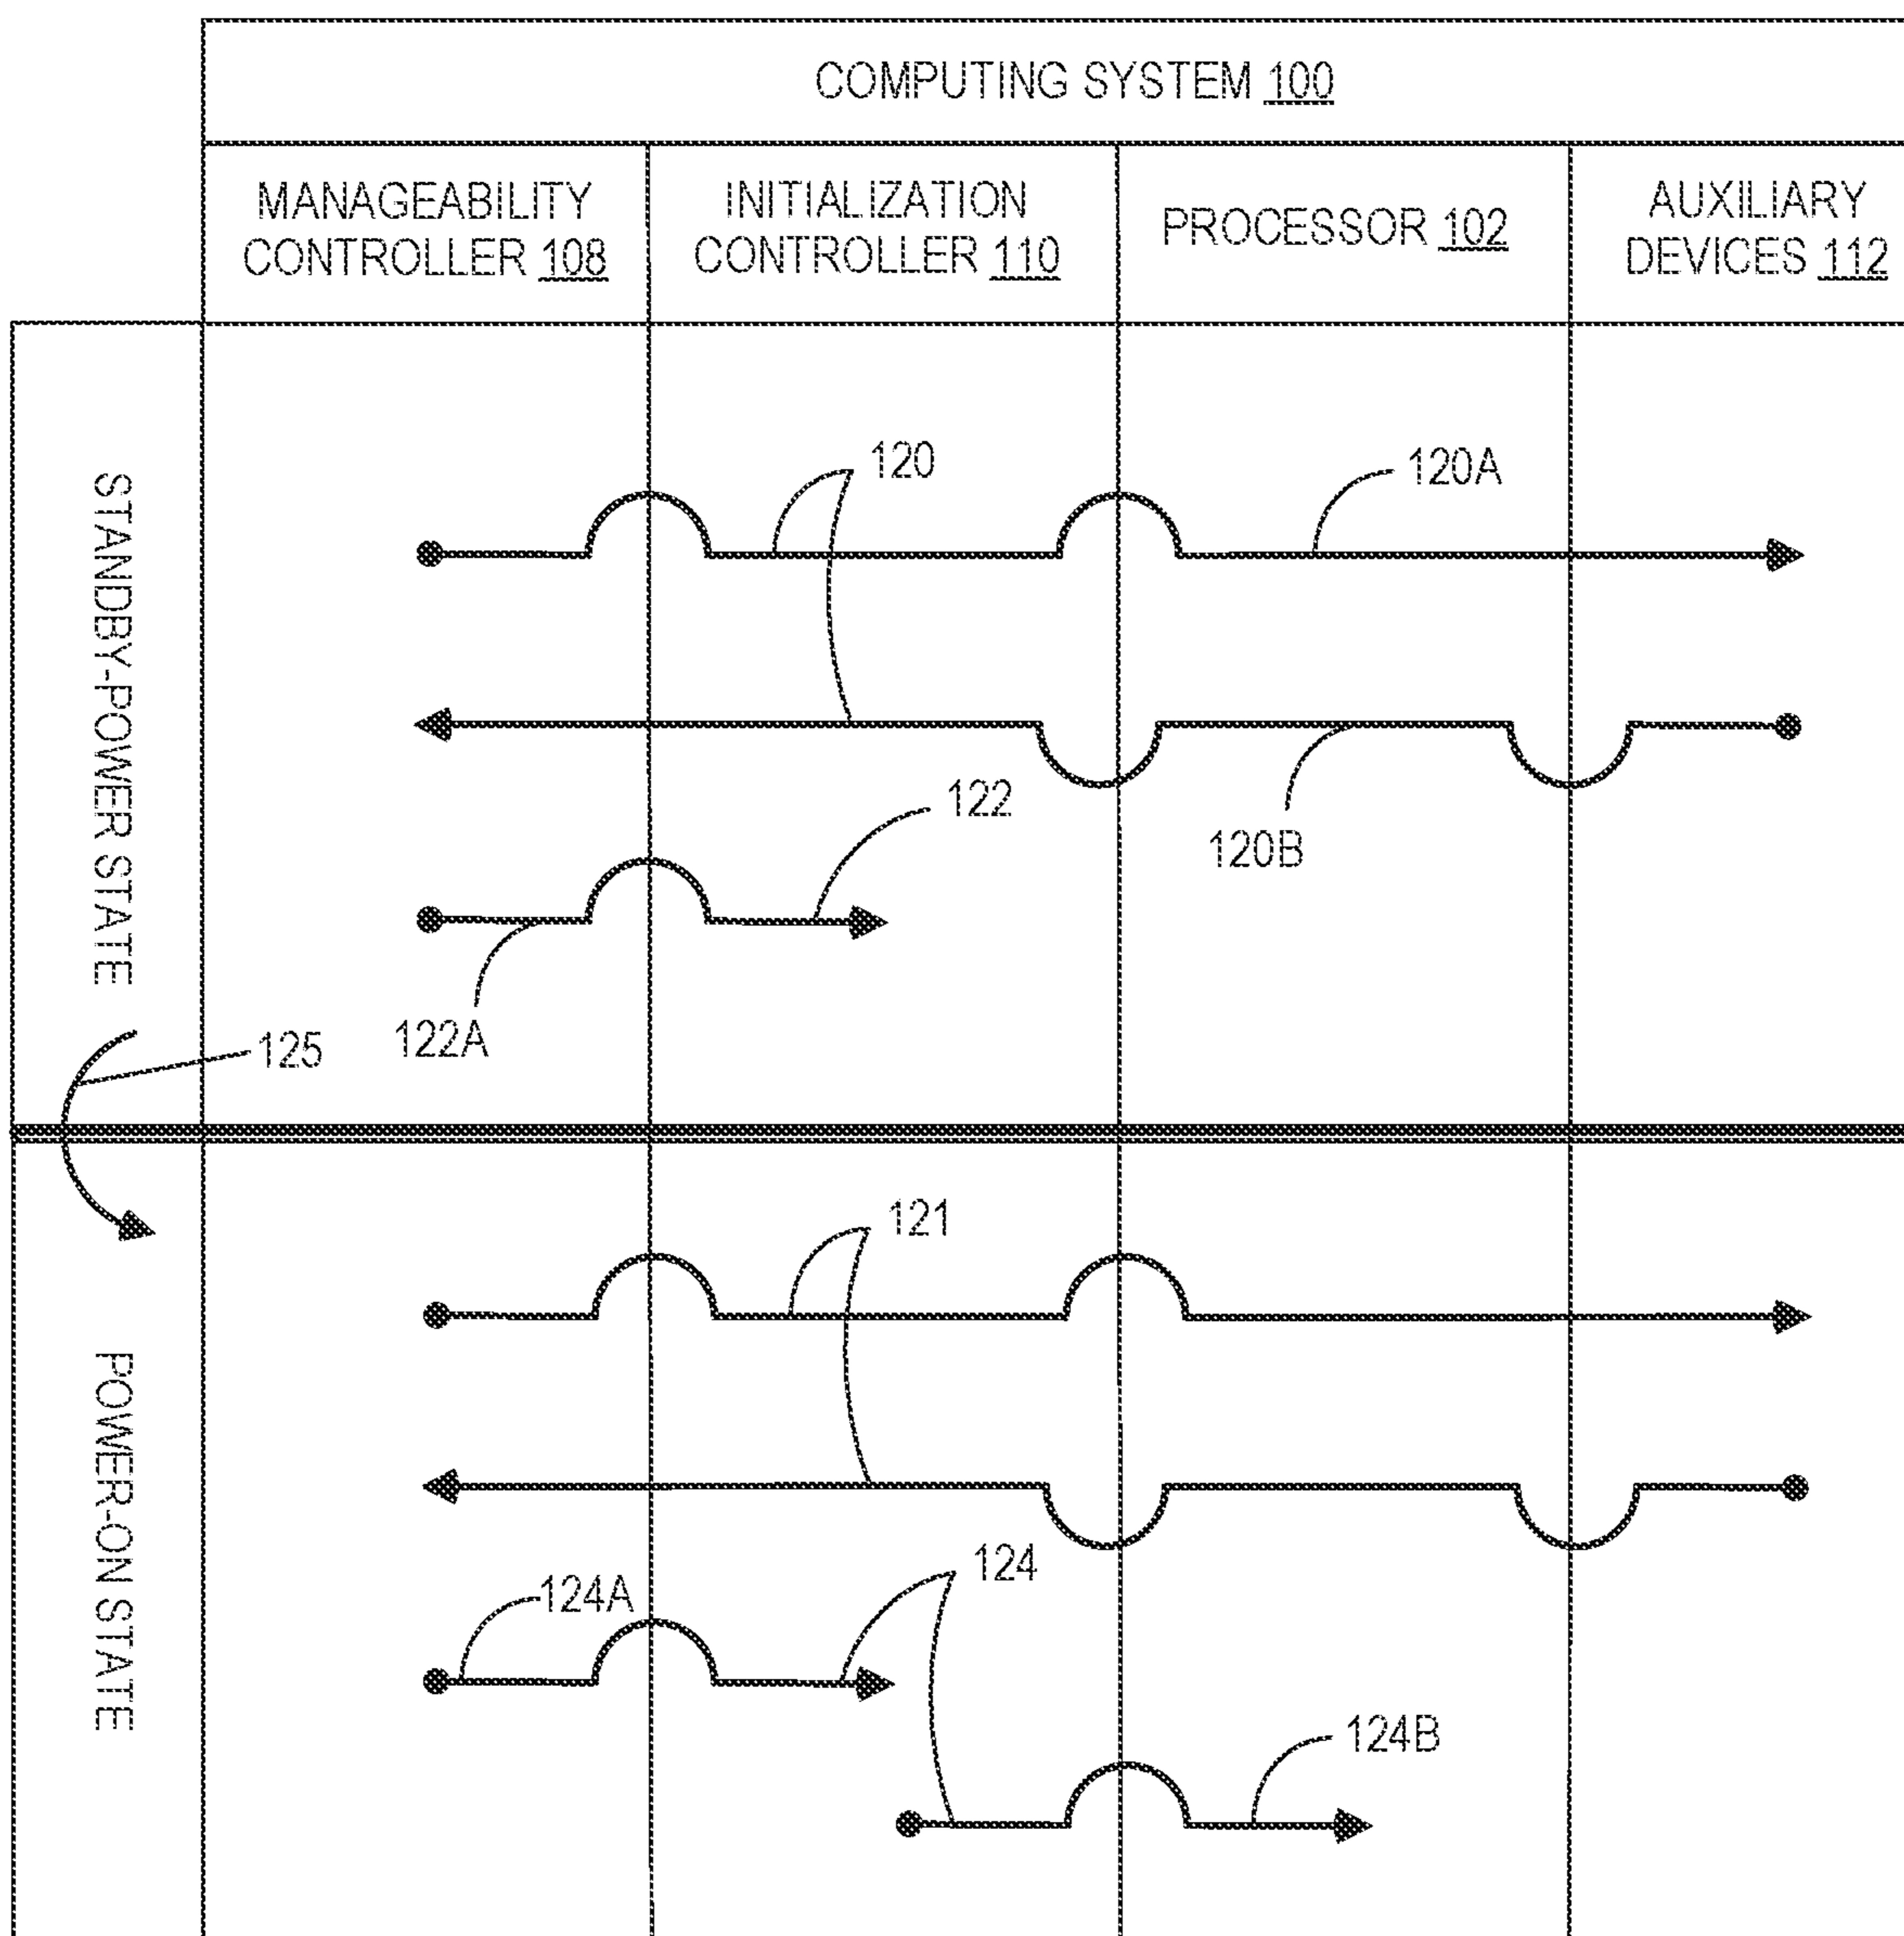 COMPUTING SYSTEM 100
MANAGEABILITY
CONTROLLER 108
INITIALIZATION
CONTROLLER 110
PROCESSOR 102
AUXILIARY
DEVICES 112
STANDBY-POWER STATE
120
120A
120B
122
122A
125
POWER-ON STATE
121
124
124A
124B